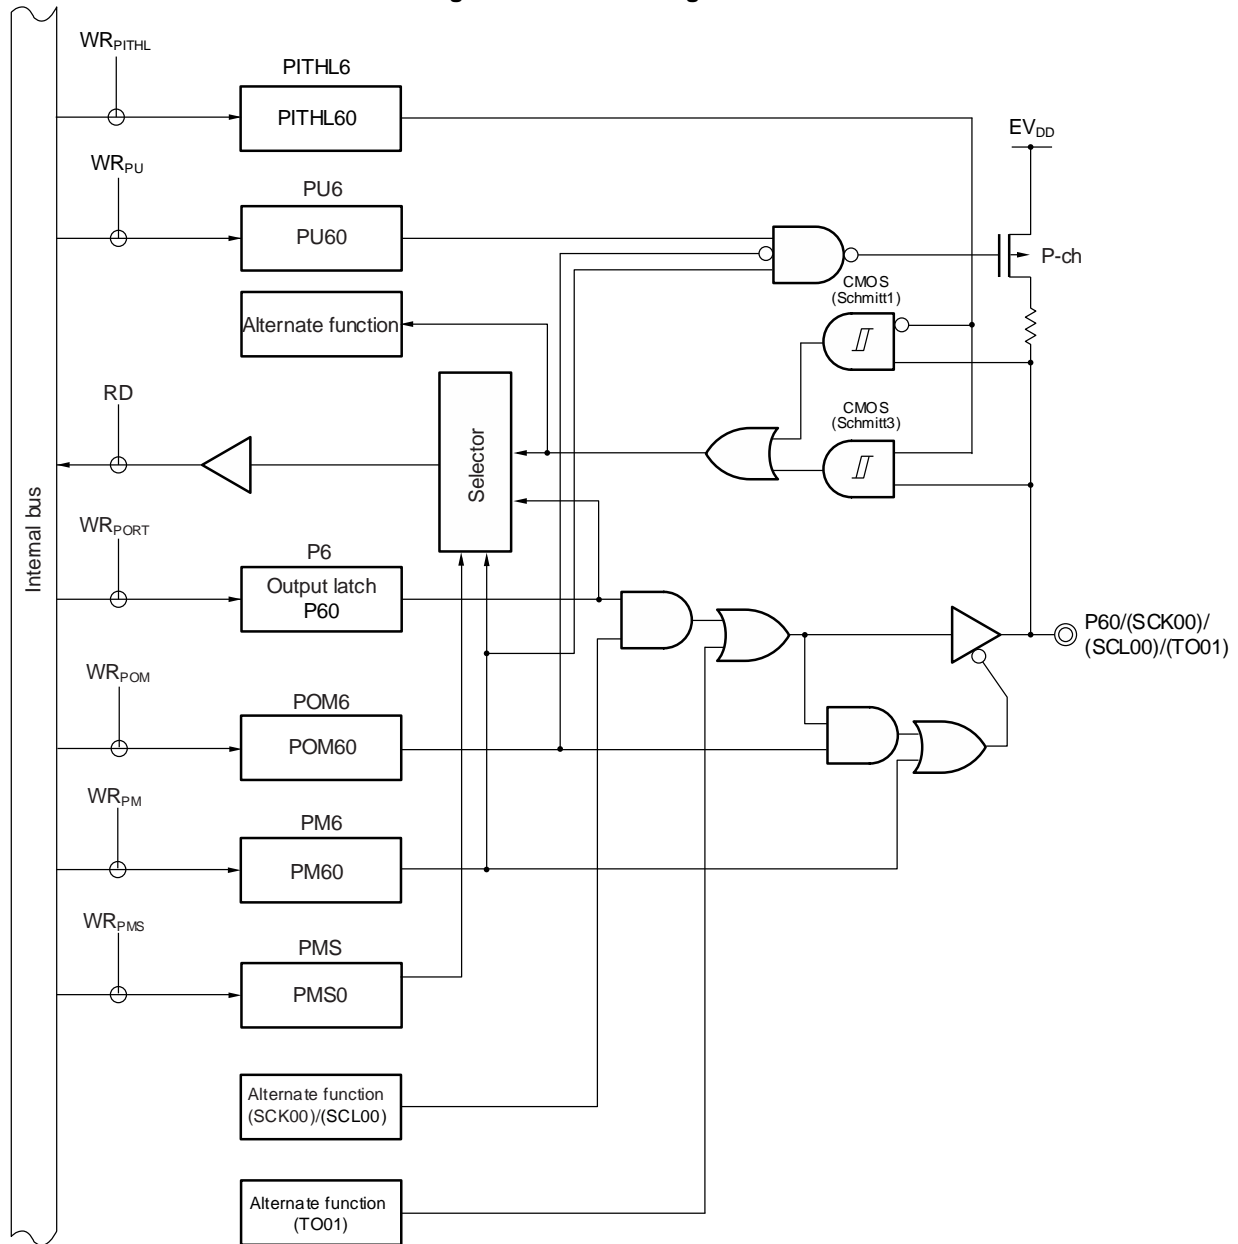 WRPITHL
PITHL6
PITHL60
EVDD
WRPU
PU6
PU60
P-ch
CMOS
(Schmitt1)
Alternate function
RD
Selector
CMOS
(Schmitt3)
Internal bus
WRPORT
P6
Output latch
P60
P60/(SCK00)/
(SCL00)/(TO01)
WRPOM
POM6
POM60
WRPM
PM6
PM60
WRPMS
PMS
PMS0
Alternate function
(SCK00)/(SCL00)
Alternate function
(TO01)